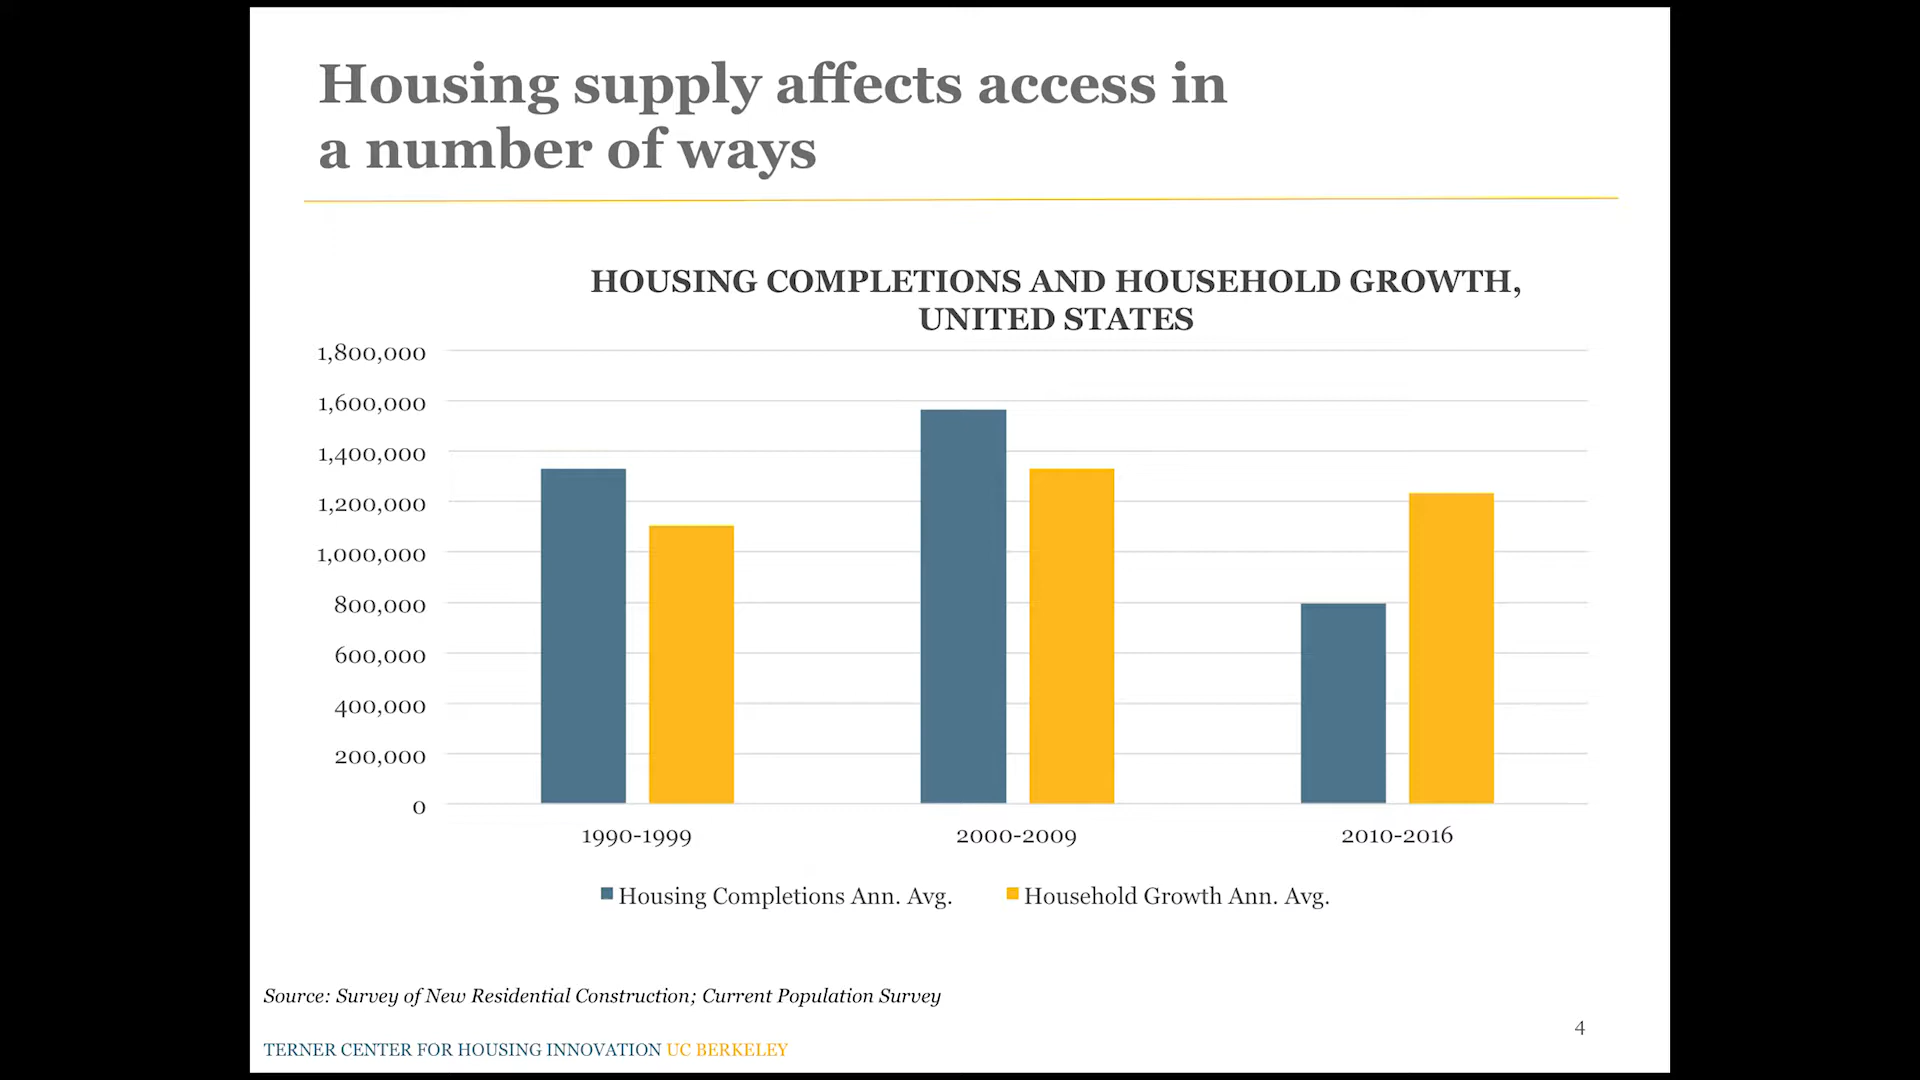 Housing supply affects access in
a number of ways
HOUSING COMPLETIONS AND HOUSEHOLD GROWTH,
UNITED STATES
1,800,000
1,600,000
1,400,000
1,200,000
1,000,000
800,000
600,000
400,000
200,000
0
1990-1999 2000-2009 2010-2016
Housing Completions Ann. Avg. Household Growth Ann. Avg.
Source: Survey of New Residential Construction; Current Population Survey
4
TERNER CENTER FOR HOUSING INNOVATION UC BERKELEY